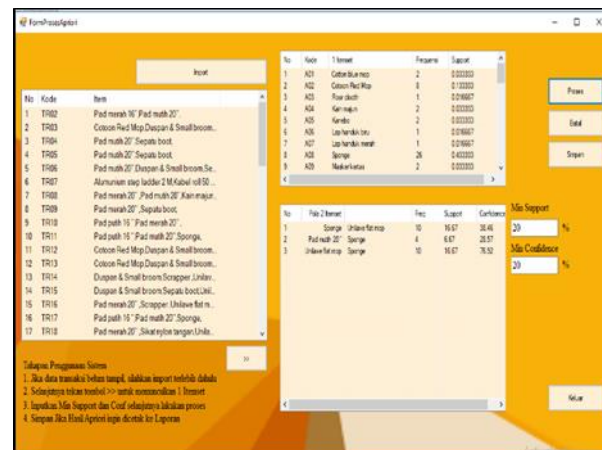 FormProsesApriori
Import
No Kode Item
1 TR02 Pad merah 16",Pad mutih 20",
2 TR03 Cotoon Red Mop,Duspan & Small broom...
3 TR04 Pad mutih 20",Sepatu boot,
4 TR05 Pad mutih 20",Sepatu boot,
5 TR06 Pad mutih 20",Duspan & Small broom,Se...
6 TR07 Alumunium step ladder 2 M,Kabel roll 50 ...
7 TR08 Pad merah 20" ,Pad mutih 20",Kain majun..
8 TR09 Pad merah 20" ,Sepatu boot,
9 TR10 Pad putih 16 ",Pad merah 20" ,
10 TR11 Pad putih 16 ",Pad mutih 20",Sponge,
11 TR12 Cotoon Red Mop,Duspan & Small broom...
12 TR13 Cotoon Red Mop,Duspan & Small broom...
13 TR14 Duspan & Small broom,Scrapper ,Unilav...
14 TR15 Duspan & Small broom,Sepatu boot,Unil...
15 TR16 Pad merah 20" ,Scrapper ,Unilave flat m...
16 TR17 Pad putih 16 ",Pad mutih 20",Sponge,
17 TR18 Pad merah 20" ,Sikat nylon tangan,Unila...
>>
Tahapan Penggunaan Sistem
1. Jika data transaksi belum tampil, silahkan import terlebih dahulu
2. Selanjutnya tekan tombol >> untuk memunculkan 1 Itemset
3. Inputkan Min Support dan Conf selanjutnya lakukan proses
4. Simpan Jika Hasil Apriori ingin dicetak ke Laporan
No Kode 1 Itemset Frequensi Support
1 A01 Cotton blue mop 2 0.033333
2 A02 Cotoon Red Mop 8 0.133333
3 A03 Floor cloth 1 0.016667
4 A04 Kain majun 2 0.033333
5 A05 Kanebo 2 0.033333
6 A06 Lap handuk biru 1 0.016667
7 A07 Lap handuk merah 1 0.016667
8 A08 Sponge 26 0.433333
9 A09 Masker kertas 2 0.033333
No Pola 2 Itemset Freq Support Confidence
1 Sponge Unilave flat mop 10 16.67 38.46
2 Pad mutih 20" Sponge 4 6.67 28.57
3 Unilave flat mop Sponge 10 16.67 76.92
Proses
Batal
Simpan
Min Support
20 %
Min Confidence
20 %
Keluar